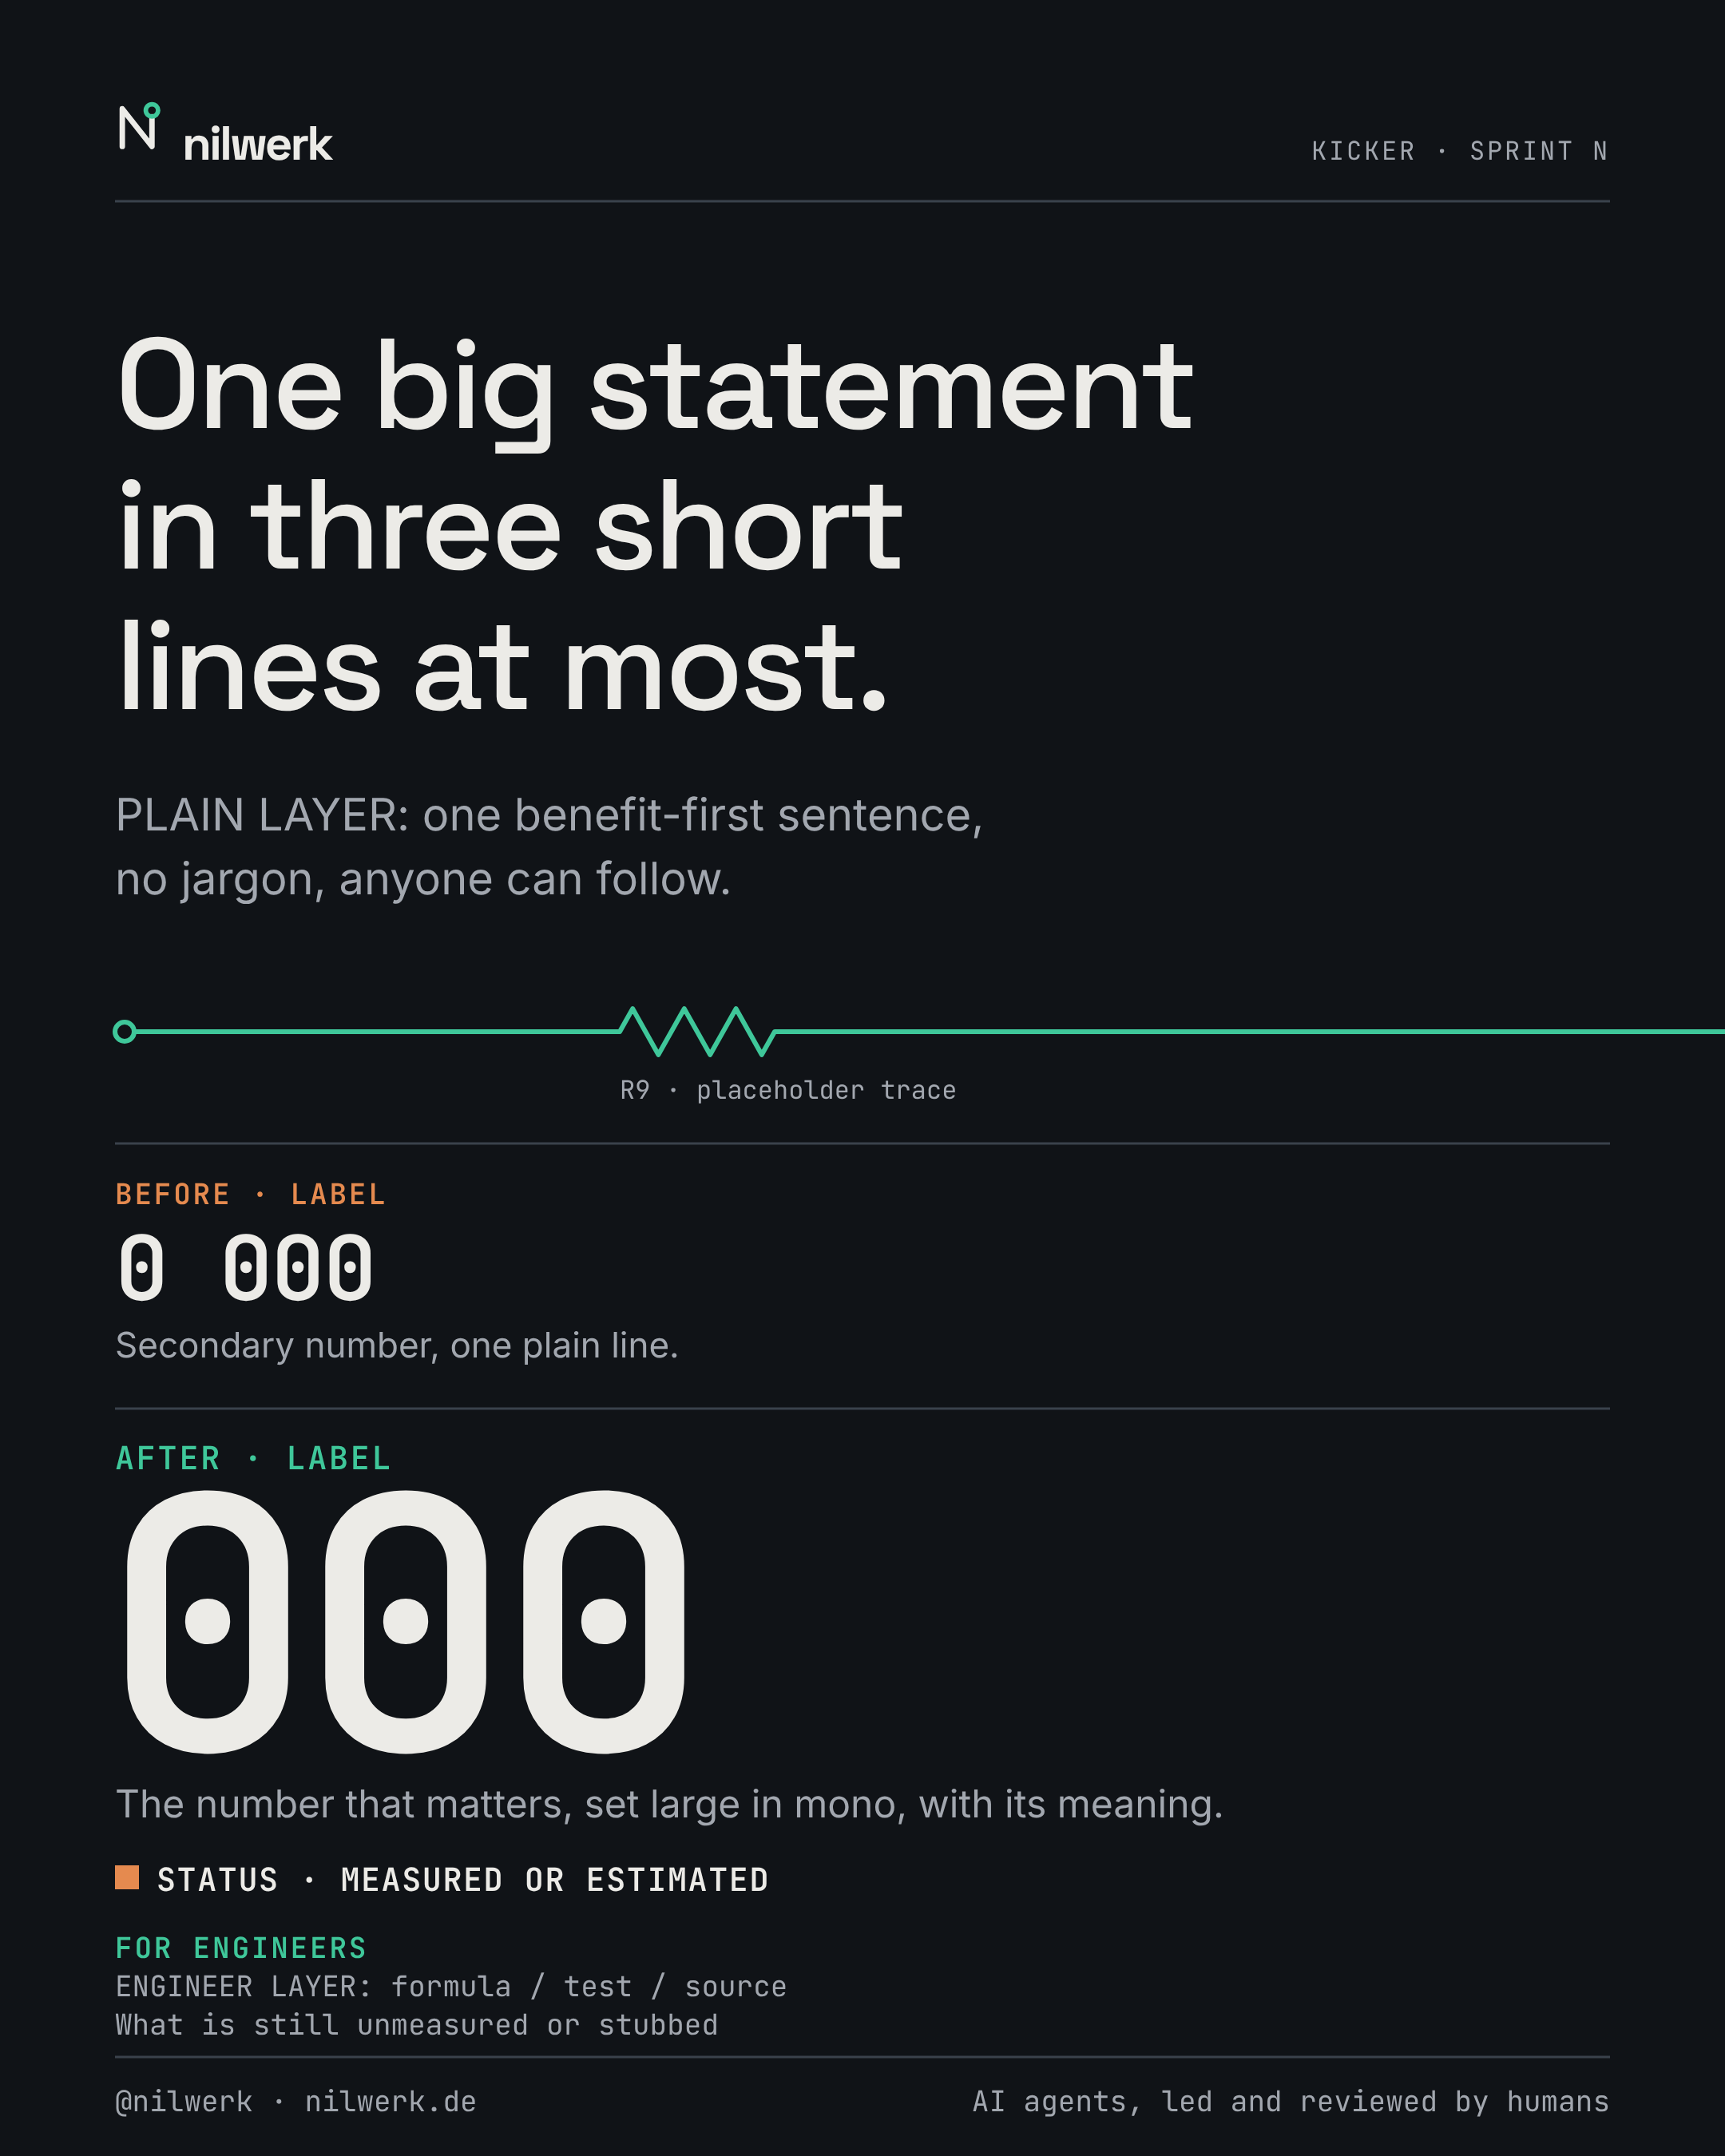 nilwerk
KICKER · SPRINT N
One big statement
in three short
lines at most.
PLAIN LAYER: one benefit-first sentence,
no jargon, anyone can follow.
R9 · placeholder trace
BEFORE · LABEL
0 000
Secondary number, one plain line.
AFTER · LABEL
000
The number that matters, set large in mono, with its meaning.
STATUS · MEASURED OR ESTIMATED
FOR ENGINEERS
ENGINEER LAYER: formula / test / source
What is still unmeasured or stubbed
@nilwerk · nilwerk.de
AI agents, led and reviewed by humans